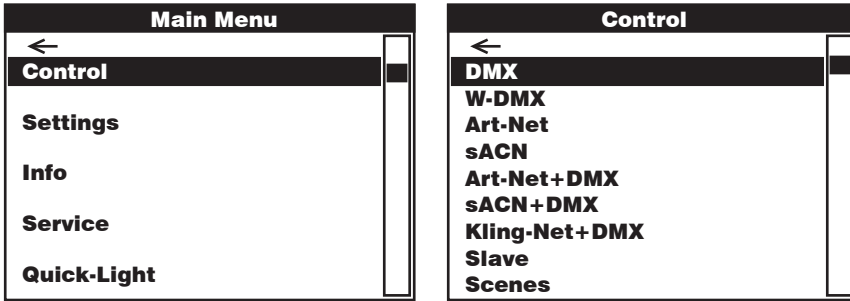 Main Menu
←
Control
Settings
Info
Service
Quick-Light
Control
←
DMX
W-DMX
Art-Net
sACN
Art-Net+DMX
sACN+DMX
Kling-Net+DMX
Slave
Scenes